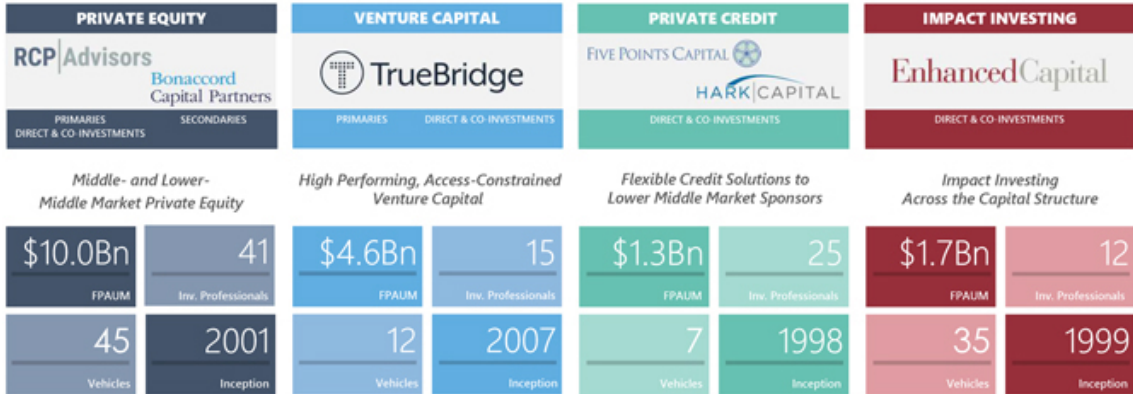 PRIVATE EQUITY
RCP|Advisors
Bonaccord
Capital Partners
PRIMARIES
DIRECT & CO-INVESTMENTS
SECONDARIES
Middle- and Lower-
Middle Market Private Equity
$10.0Bn
FPAUM
41
Inv. Professionals
45
Vehicles
2001
Inception
VENTURE CAPITAL
TrueBridge
PRIMARIES
DIRECT & CO-INVESTMENTS
High Performing, Access-Constrained
Venture Capital
$4.6Bn
FPAUM
15
Inv. Professionals
12
Vehicles
2007
Inception
PRIVATE CREDIT
FIVE POINTS CAPITAL
HARK|CAPITAL
DIRECT & CO-INVESTMENTS
Flexible Credit Solutions to
Lower Middle Market Sponsors
$1.3Bn
FPAUM
25
Inv. Professionals
7
Vehicles
1998
Inception
IMPACT INVESTING
EnhancedCapital
DIRECT & CO-INVESTMENTS
Impact Investing
Across the Capital Structure
$1.7Bn
FPAUM
12
Inv. Professionals
35
Vehicles
1999
Inception